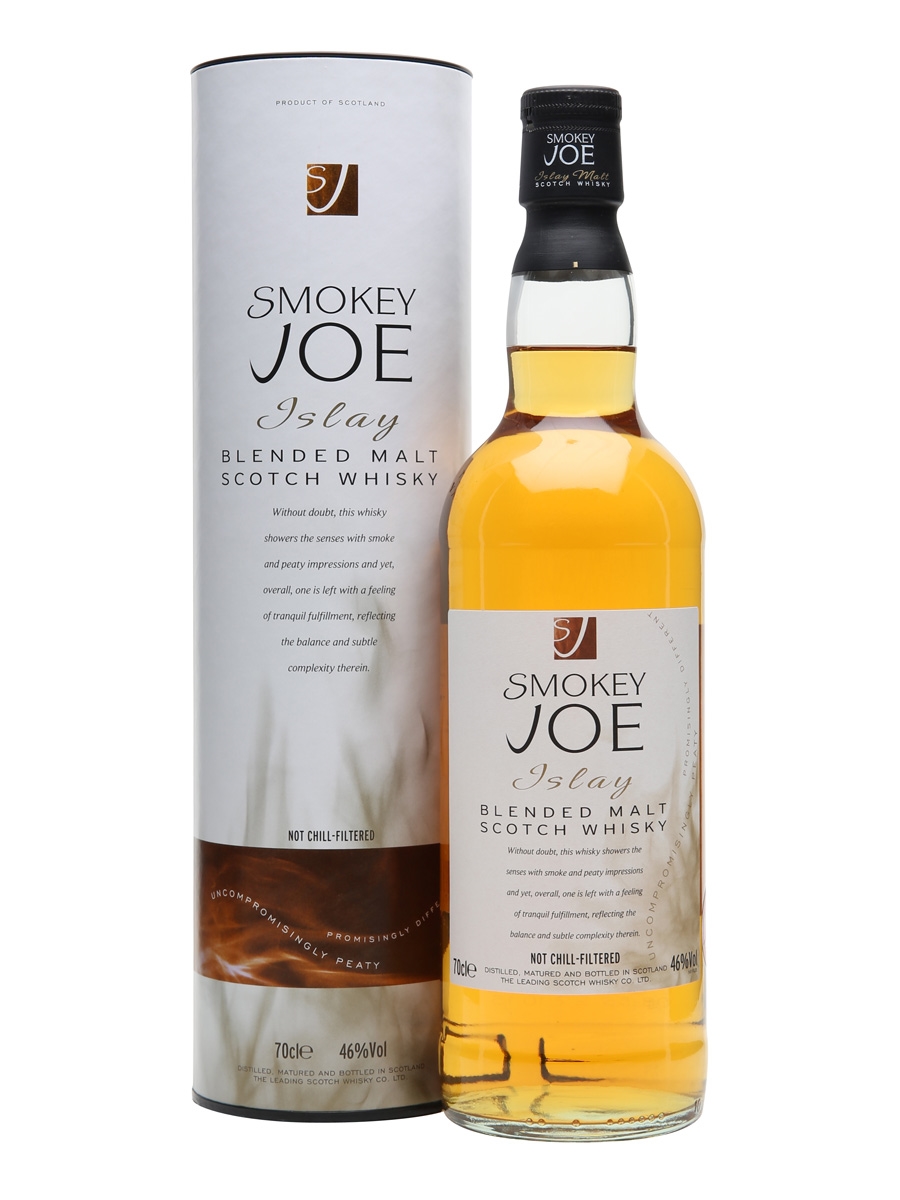 PRODUCT OF SCOTLAND
SJ
SMOKEY
JOE
Islay
BLENDED MALT
SCOTCH WHISKY
Without doubt, this whisky
showers the senses with smoke
and peaty impressions and yet,
overall, one is left with a feeling
of tranquil fulfillment, reflecting
the balance and subtle
complexity therein.
NOT CHILL-FILTERED
UNCOMPROMISINGLY PEATY
PROMISINGLY DIFFE
70cle 46%Vol
DISTILLED, MATURED AND BOTTLED IN SCOTLAND
THE LEADING SCOTCH WHISKY CO. LTD.
SMOKEY
JOE
Islay Malt
SCOTCH WHISKY
SJ
SMOKEY
JOE
Islay
BLENDED MALT
SCOTCH WHISKY
Without doubt, this whisky showers the
senses with smoke and peaty impressions
and yet, overall, one is left with a feeling
of tranquil fulfillment, reflecting the
balance and subtle complexity therein.
NOT CHILL-FILTERED
70cle 46%Vol
DISTILLED, MATURED AND BOTTLED IN SCOTLAND
THE LEADING SCOTCH WHISKY CO. LTD.
UNCOMPROMISINGLY PEATY
PROMISINGLY DIFFERENT